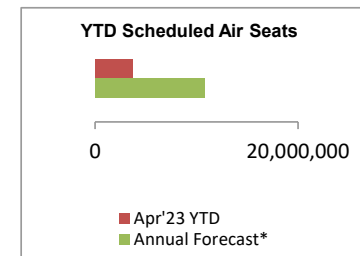 YTD Scheduled Air Seats
0 20,000,000
Apr'23 YTD
Annual Forecast*